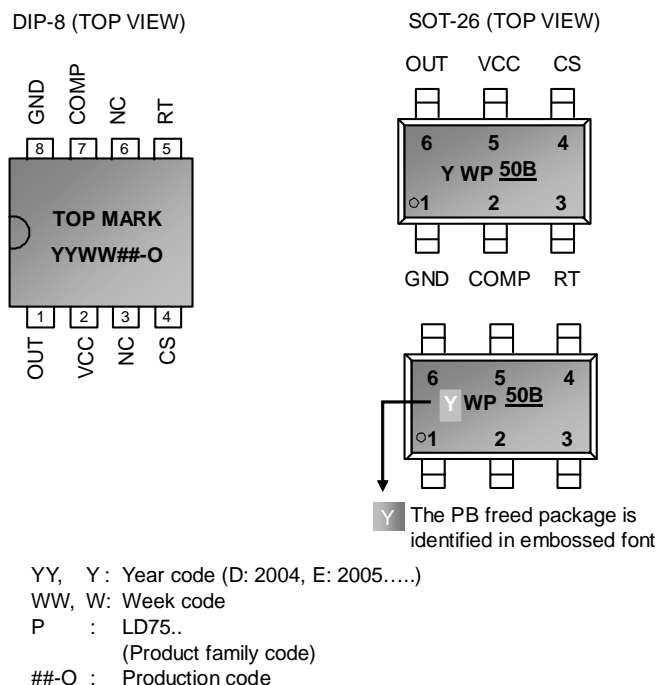 DIP-8 (TOP VIEW)
GND COMP NC RT
8 7 6 5
TOP MARK
YYWW##-O
1 2 3 4
OUT VCC NC CS
SOT-26 (TOP VIEW)
OUT VCC CS
6 5 4
Y WP 50B
1 2 3
GND COMP RT
6 5 4
Y WP 50B
1 2 3
Y The PB freed package is
identified in embossed font
YY, Y : Year code (D: 2004, E: 2005.....)
WW, W: Week code
P : LD75..
(Product family code)
##-O : Production code